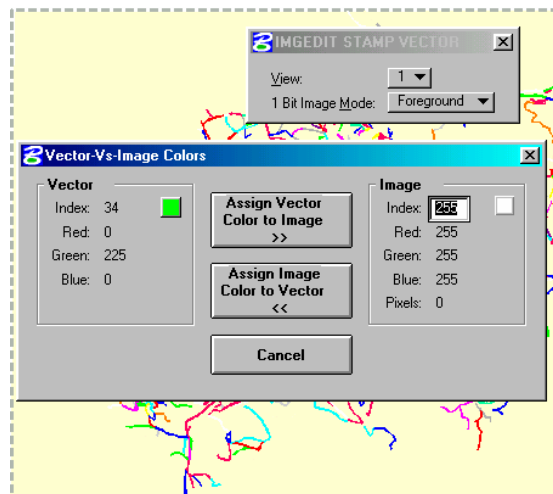 IMGEDIT STAMP VECTOR
View: 1
1 Bit Image Mode: Foreground
Vector-Vs-Image Colors
Vector
Index: 34
Red: 0
Green: 225
Blue: 0
Assign Vector
Color to Image
>>
Assign Image
Color to Vector
<<
Cancel
Image
Index: 255
Red: 255
Green: 255
Blue: 255
Pixels: 0